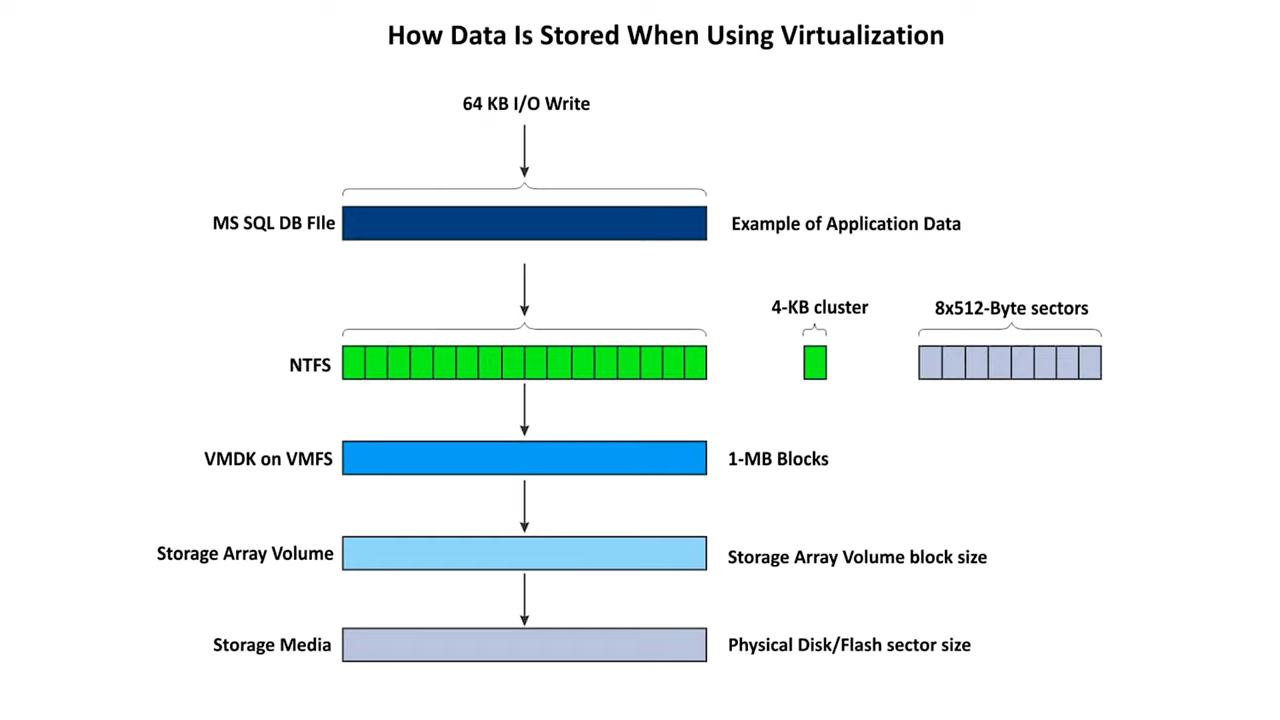 How Data Is Stored When Using Virtualization
64 KB I/O Write
MS SQL DB FIle
Example of Application Data
4-KB cluster
8x512-Byte sectors
NTFS
VMDK on VMFS
1-MB Blocks
Storage Array Volume
Storage Array Volume block size
Storage Media
Physical Disk/Flash sector size